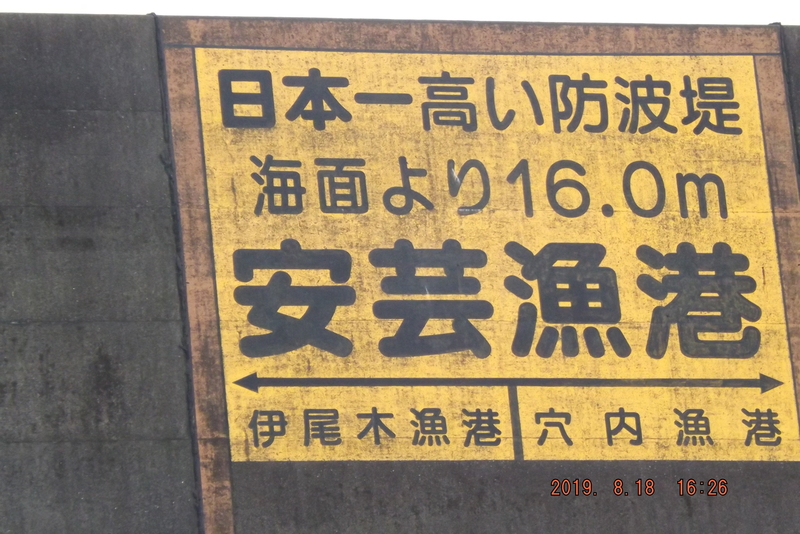 日本一高い防波堤
海面より16.0m
安芸漁港
伊尾木漁港 穴内漁港
2019. 8.18 16:26